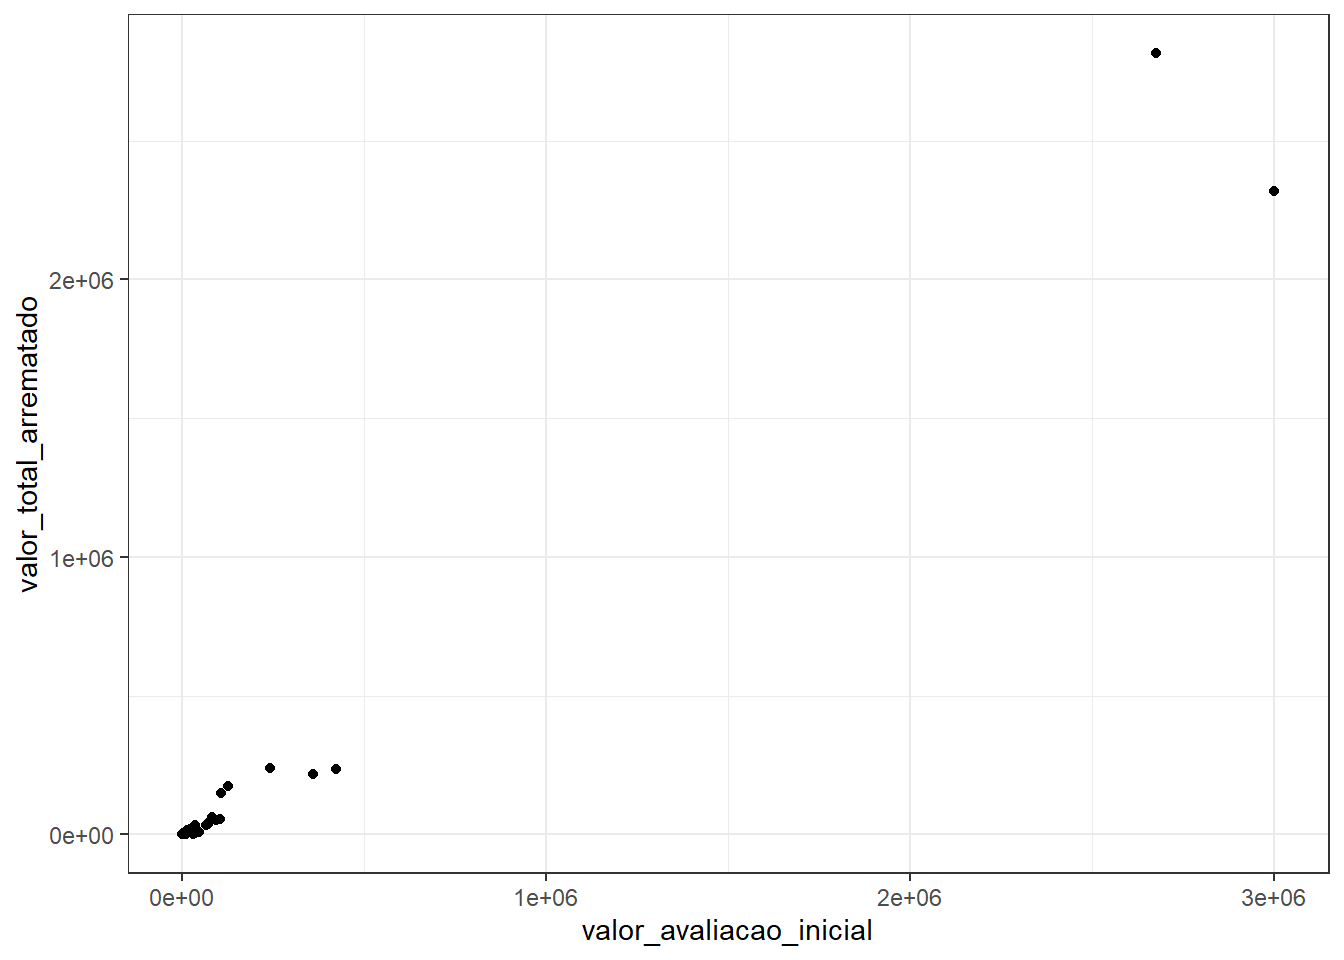 valor_total_arrematado
2e+06
1e+06
0e+00
0e+00 1e+06 2e+06 3e+06
valor_avaliacao_inicial